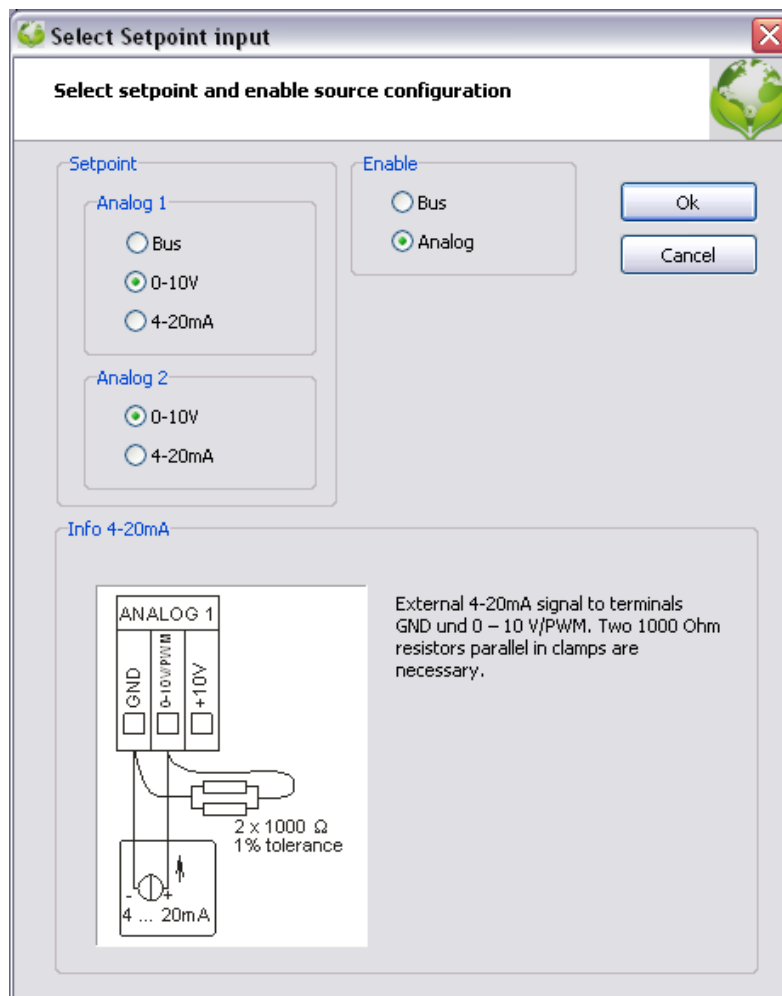 Select Setpoint input
Select setpoint and enable source configuration
Setpoint
Analog 1
Bus
0-10V
4-20mA
Analog 2
0-10V
4-20mA
Enable
Bus
Analog
Ok
Cancel
Info 4-20mA
ANALOG 1
GND
0-10V/PWM
+10V
2 x 1000 Ω
1% tolerance
- +
4 ... 20mA
External 4-20mA signal to terminals
GND und 0 – 10 V/PWM. Two 1000 Ohm
resistors parallel in clamps are
necessary.